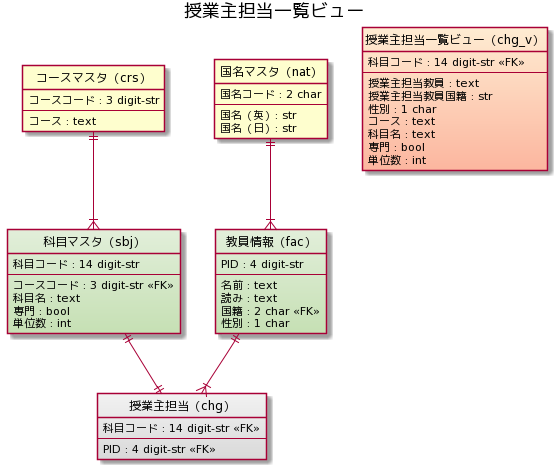 授業主担当一覧ビュー
コースマスタ（crs）
コースコード : 3 digit-str
コース : text
国名マスタ（nat）
国名コード : 2 char
国名（英）: str
国名（日）: str
授業主担当一覧ビュー（chg_v）
科目コード : 14 digit-str «FK»
授業主担当教員 : text
授業主担当教員国籍 : str
性別 : 1 char
コース : text
科目名 : text
専門 : bool
単位数 : int
科目マスタ（sbj）
科目コード : 14 digit-str
コースコード : 3 digit-str «FK»
科目名 : text
専門 : bool
単位数 : int
教員情報（fac）
PID : 4 digit-str
名前 : text
読み : text
国籍 : 2 char «FK»
性別 : 1 char
授業主担当（chg）
科目コード : 14 digit-str «FK»
PID : 4 digit-str «FK»